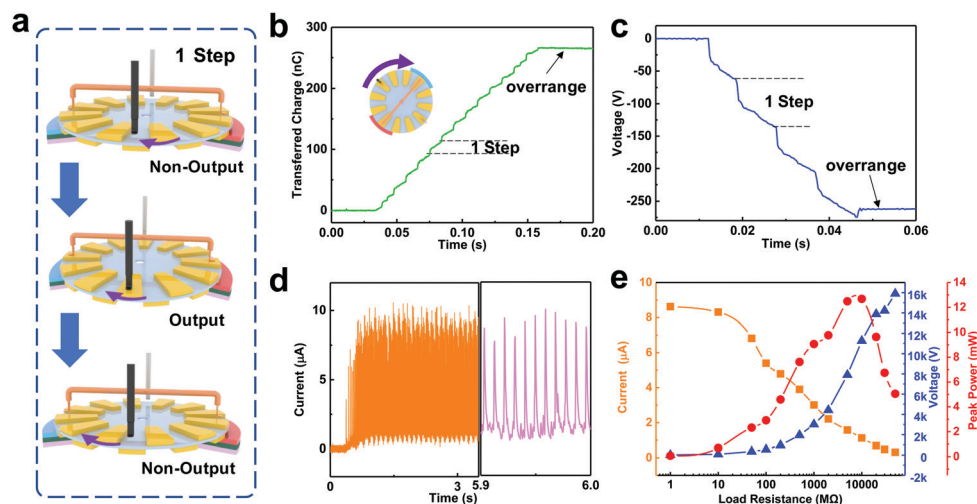 a
1 Step
Non-Output
Output
Non-Output
b
Transferred Charge (nC)
300
200
100
0
overrange
1 Step
0.00
0.05
0.10
0.15
0.20
Time (s)
c
Voltage (V)
0
-50
-100
-150
-200
-250
1 Step
overrange
0.00
0.02
0.04
0.06
Time (s)
d
Current (μA)
10
5
0
0
3
5.9
6.0
Time (s)
e
Current (μA)
10
8
6
4
2
0
16k
14k
12k
10k
8k
6k
4k
2k
0
-2k
Voltage (V)
14
12
10
8
6
4
2
0
Peak Power (mW)
1
10
100
1000
10000
Load Resistance (MΩ)